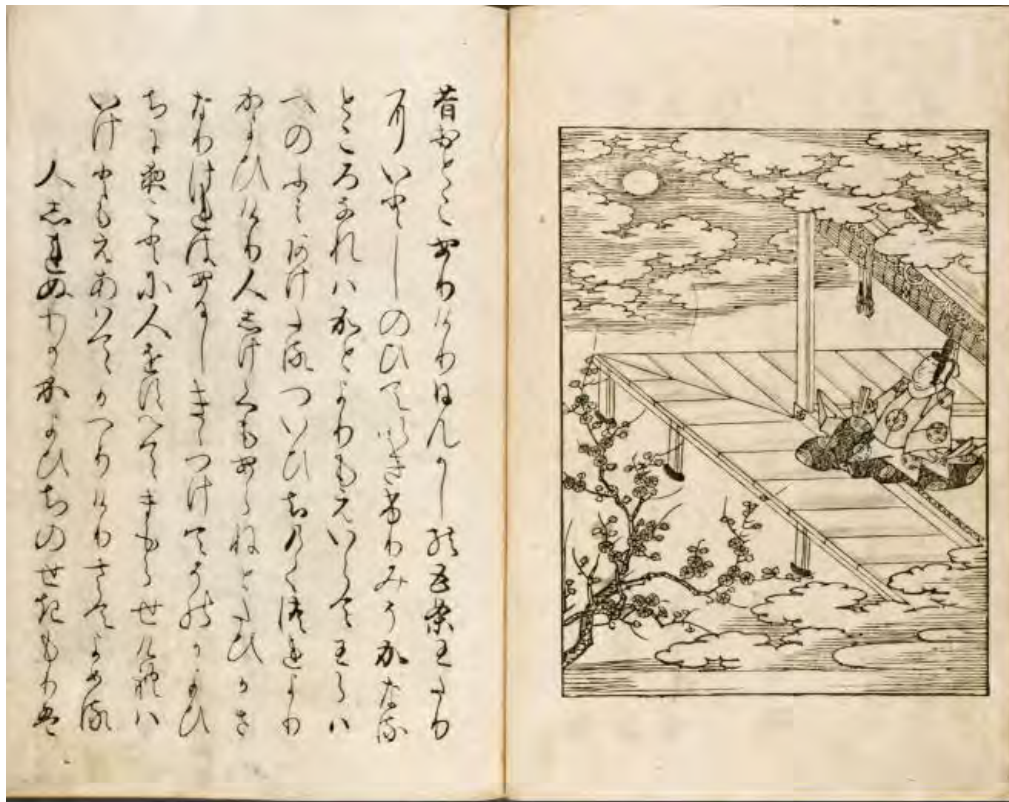 昔おとこありけりひんかしの五条わたり
にいとしのひていきけりみそかなる
ところなれはかとよりもえいらてわらは
へのふみあけたるついひちのくつれより
かよひけり人しけくもあらねとたひかさ
なりけれはあるしきゝつけてそのかよひ
ちに夜ことに人をすへてまもらせけれは
いけともえあはてかへりけりさてよめる
人しれぬわかかよひちのせきもりは